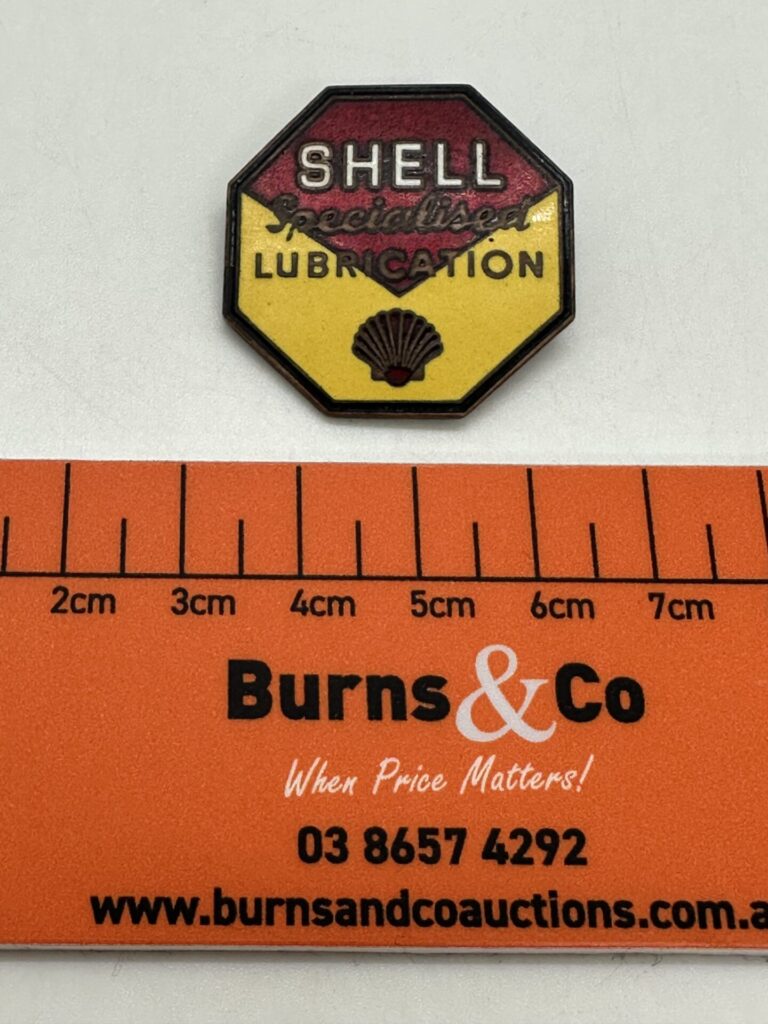 SHELL
Specialised
LUBRICATION
2cm 3cm 4cm 5cm 6cm 7cm
Burns & Co
When Price Matters!
03 8657 4292
www.burnsandcoauctions.com.a